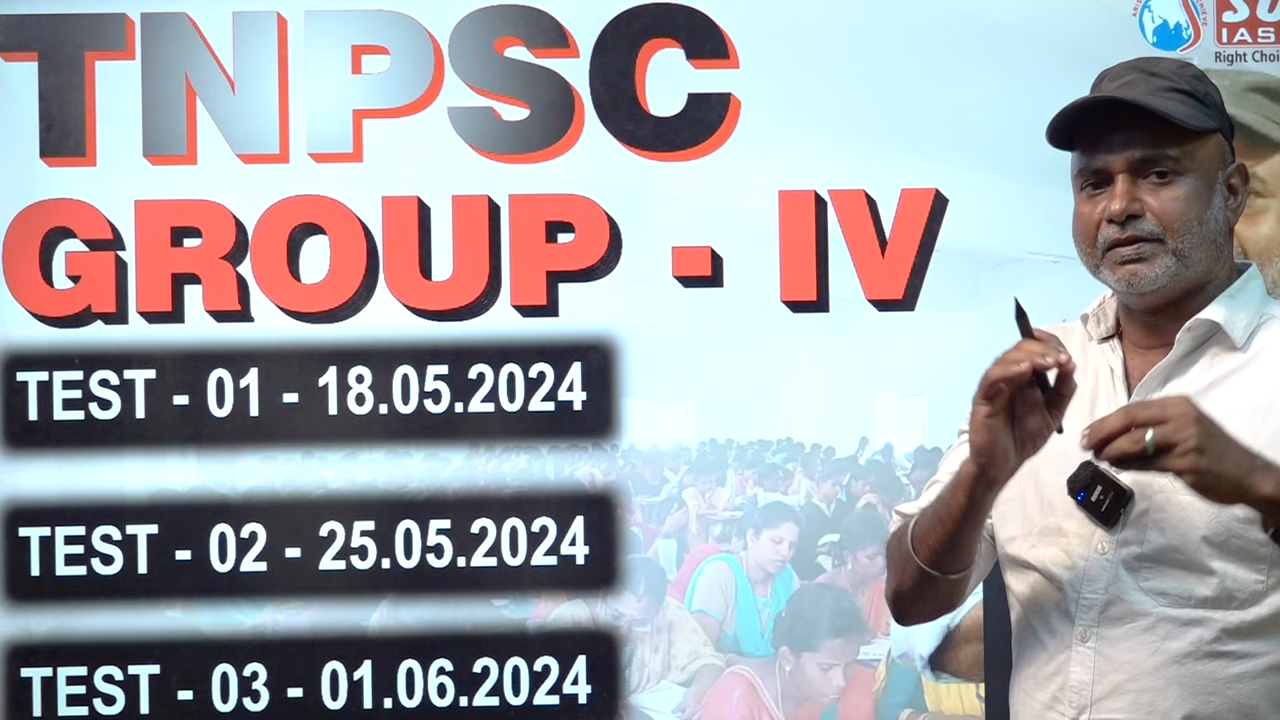 TNPSC
GROUP - IV
TEST - 01 - 18.05.2024
TEST - 02 - 25.05.2024
TEST - 03 - 01.06.2024
IAS
Right